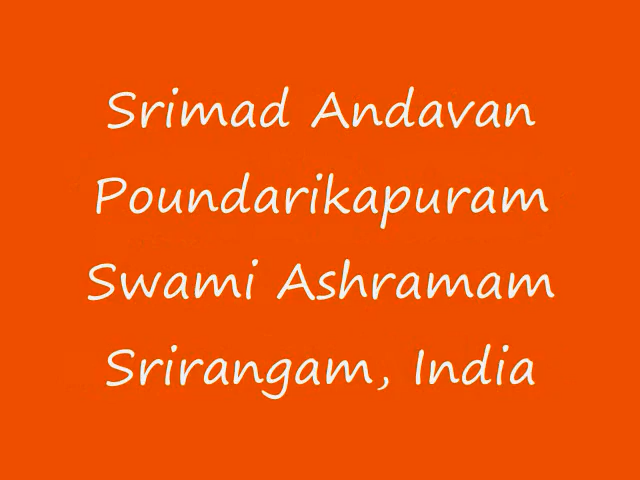 Srimad Andavan
Poundarikapuram
Swami Ashramam
Srirangam, India